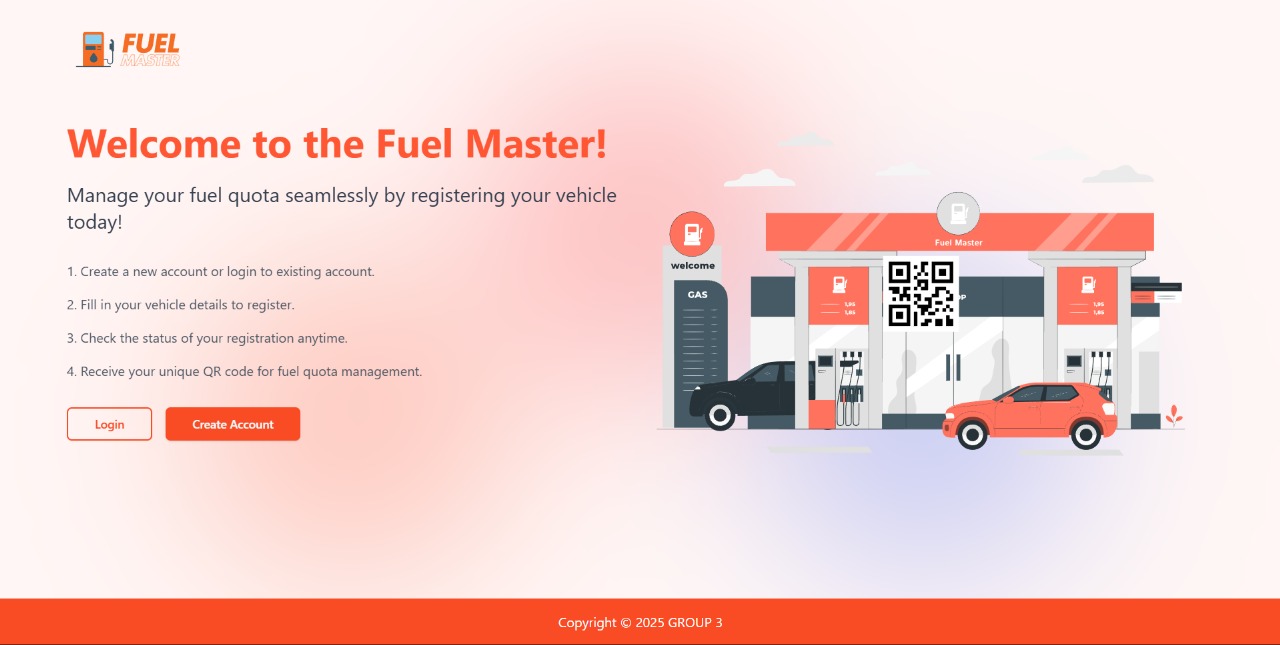 FUEL
MASTER
Welcome to the Fuel Master!
Manage your fuel quota seamlessly by registering your vehicle
today!
1. Create a new account or login to existing account.
2. Fill in your vehicle details to register.
3. Check the status of your registration anytime.
4. Receive your unique QR code for fuel quota management.
Login
Create Account
Fuel Master
welcome
GAS
OP
1,95
1,85
1,95
1,85
Copyright © 2025 GROUP 3